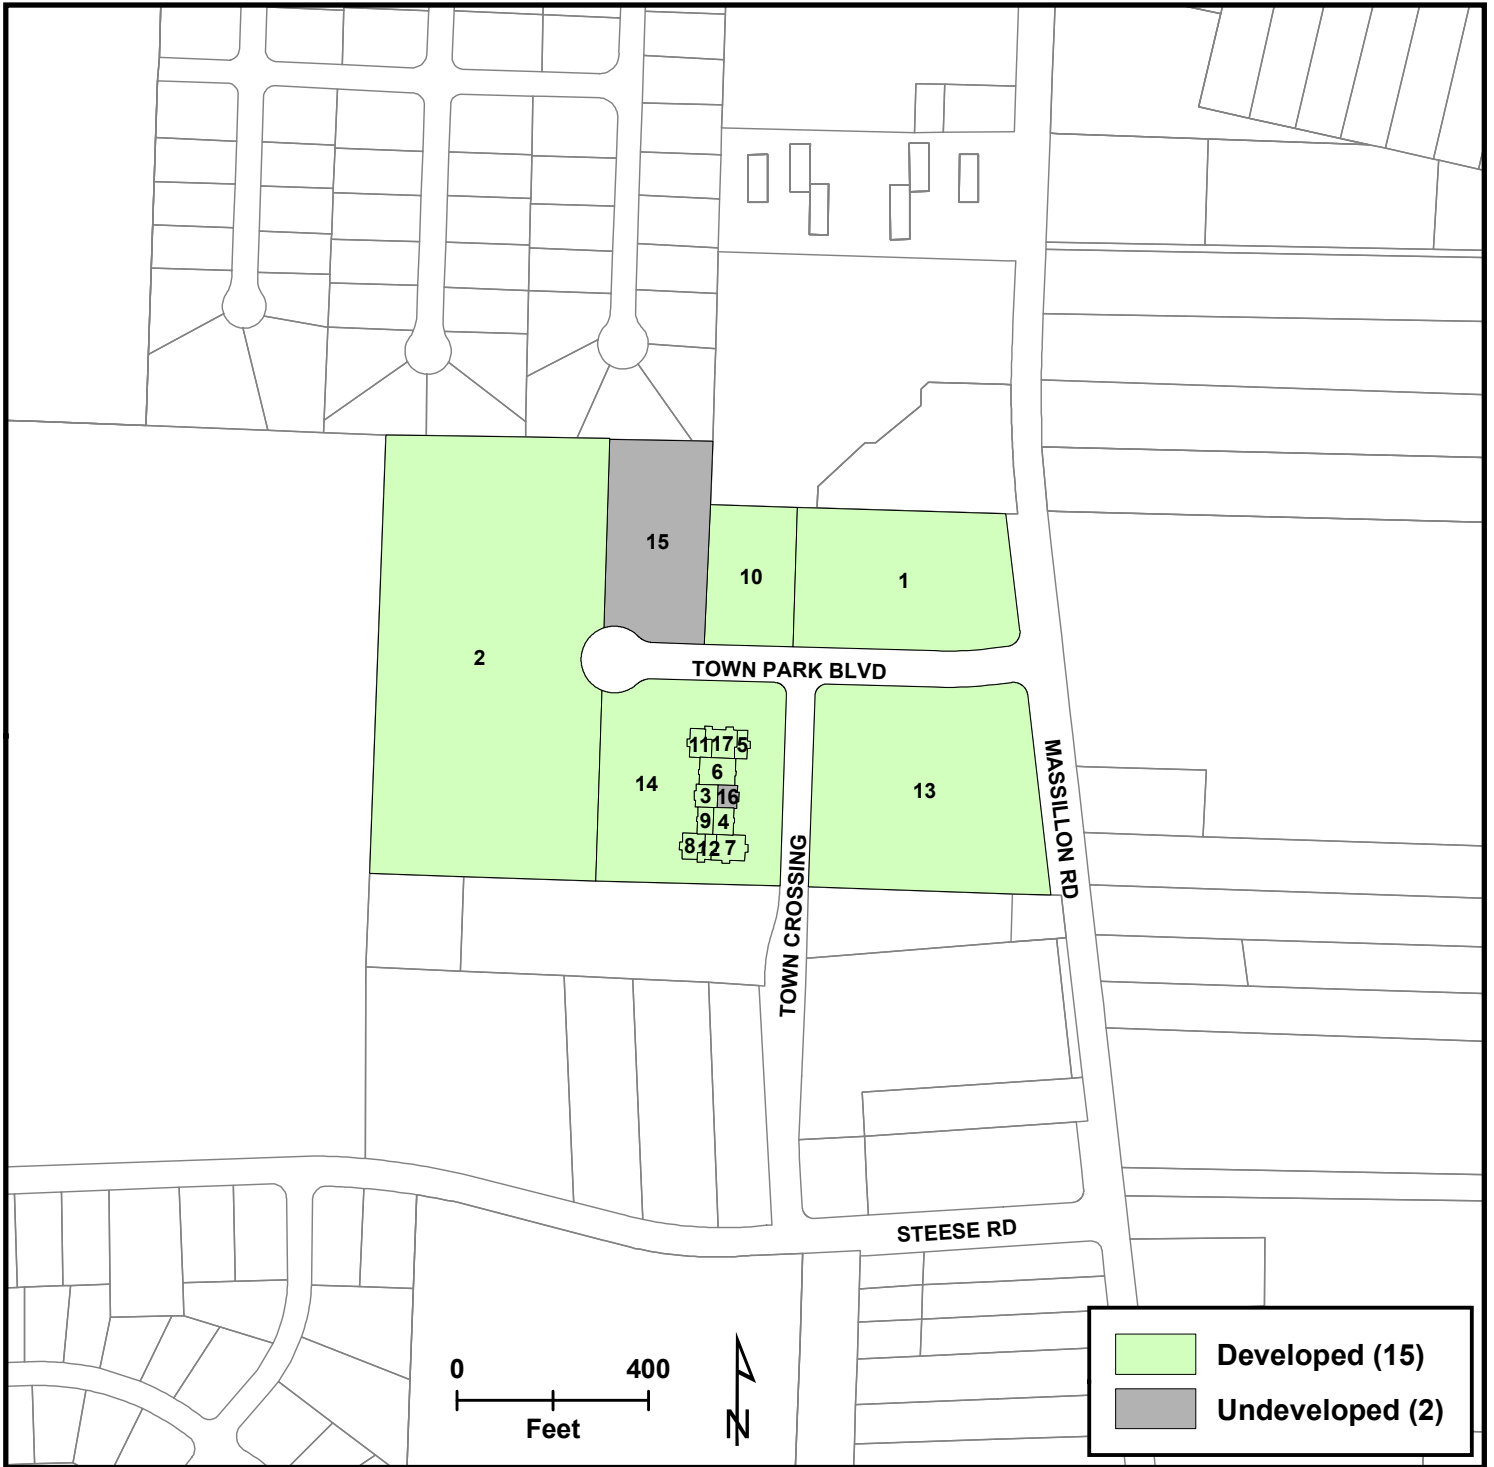 15
10
1
2
TOWN PARK BLVD
11 17 5
6
14
3 16
13
9 4
8 12 7
MASSILLON RD
TOWN CROSSING
STEESE RD
0 400
Feet
N
Developed (15)
Undeveloped (2)